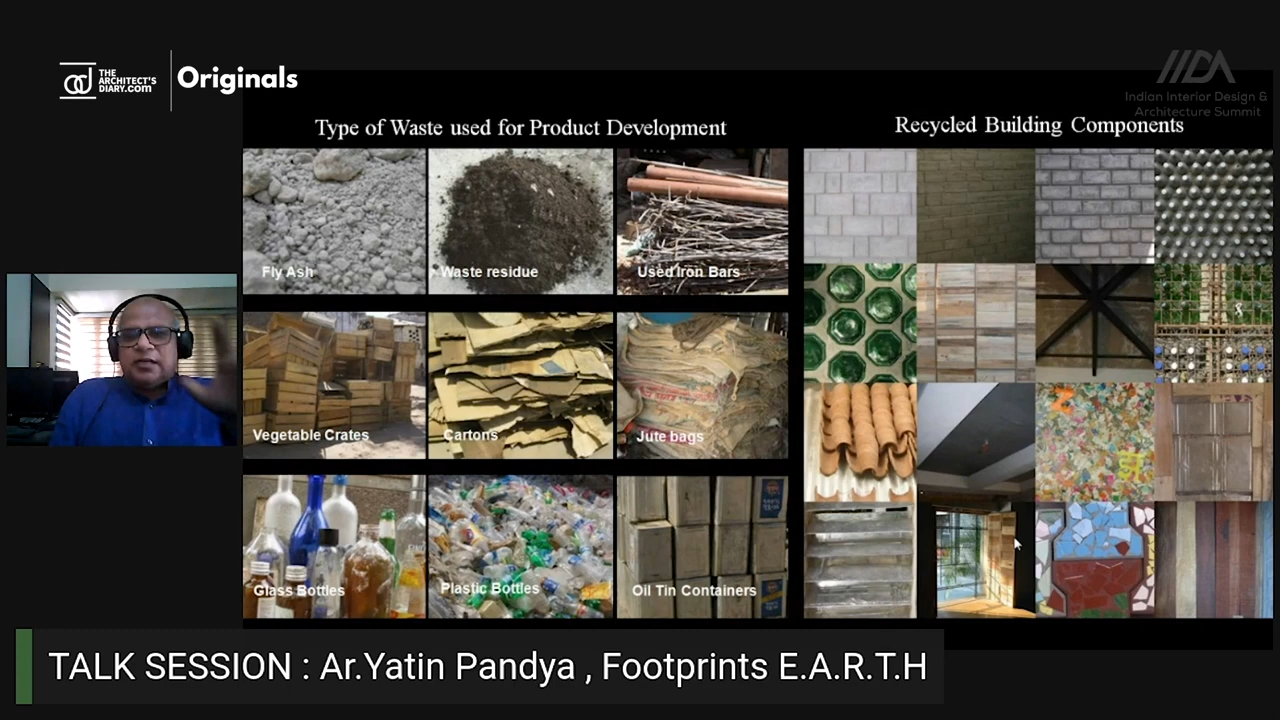 THE
ARCHITECT'S
DIARY.com
Originals
IIDA
Indian Interior Design &
Architecture Summit
Type of Waste used for Product Development
Recycled Building Components
Fly Ash
Waste residue
Used Iron Bars
Vegetable Crates
Cartons
Jute bags
Glass Bottles
Plastic Bottles
Oil Tin Containers
TALK SESSION : Ar.Yatin Pandya , Footprints E.A.R.T.H